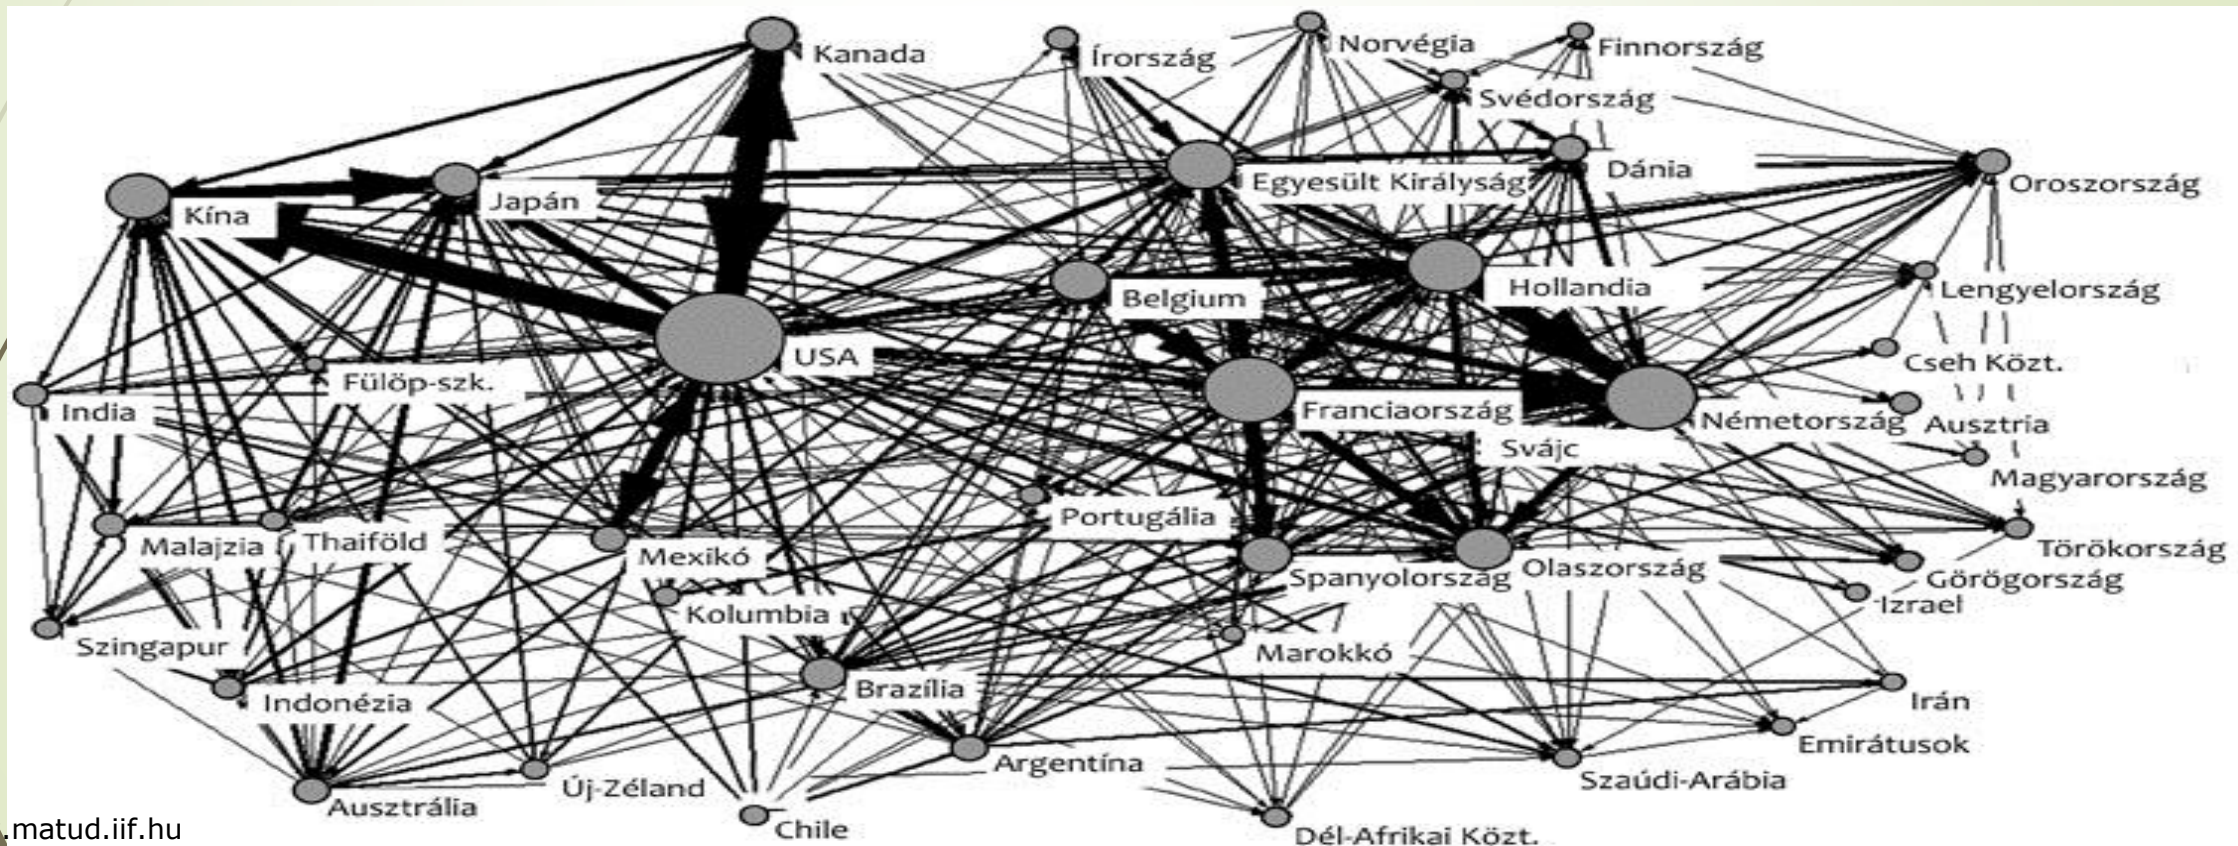 Kanada
Írország
Norvégia
Finnország
Svédország
Kína
Japán
Egyesült Királyság
Dánia
Oroszország
USA
Belgium
Hollandia
Lengyelország
Fülöp-szk.
India
Franciaország
Svájc
Németország
Cseh Közt.
Ausztria
Magyarország
Malajzia
Thaiföld
Mexikó
Portugália
Spanyolország
Olaszország
Törökország
Görögország
Izrael
Szingapur
Kolumbia
Marokkó
Indonézia
Brazília
Irán
Emirátusok
Ausztrália
Új-Zéland
Argentína
Szaúdi-Arábia
Chile
Dél-Afrikai Közt.
.matud.iif.hu